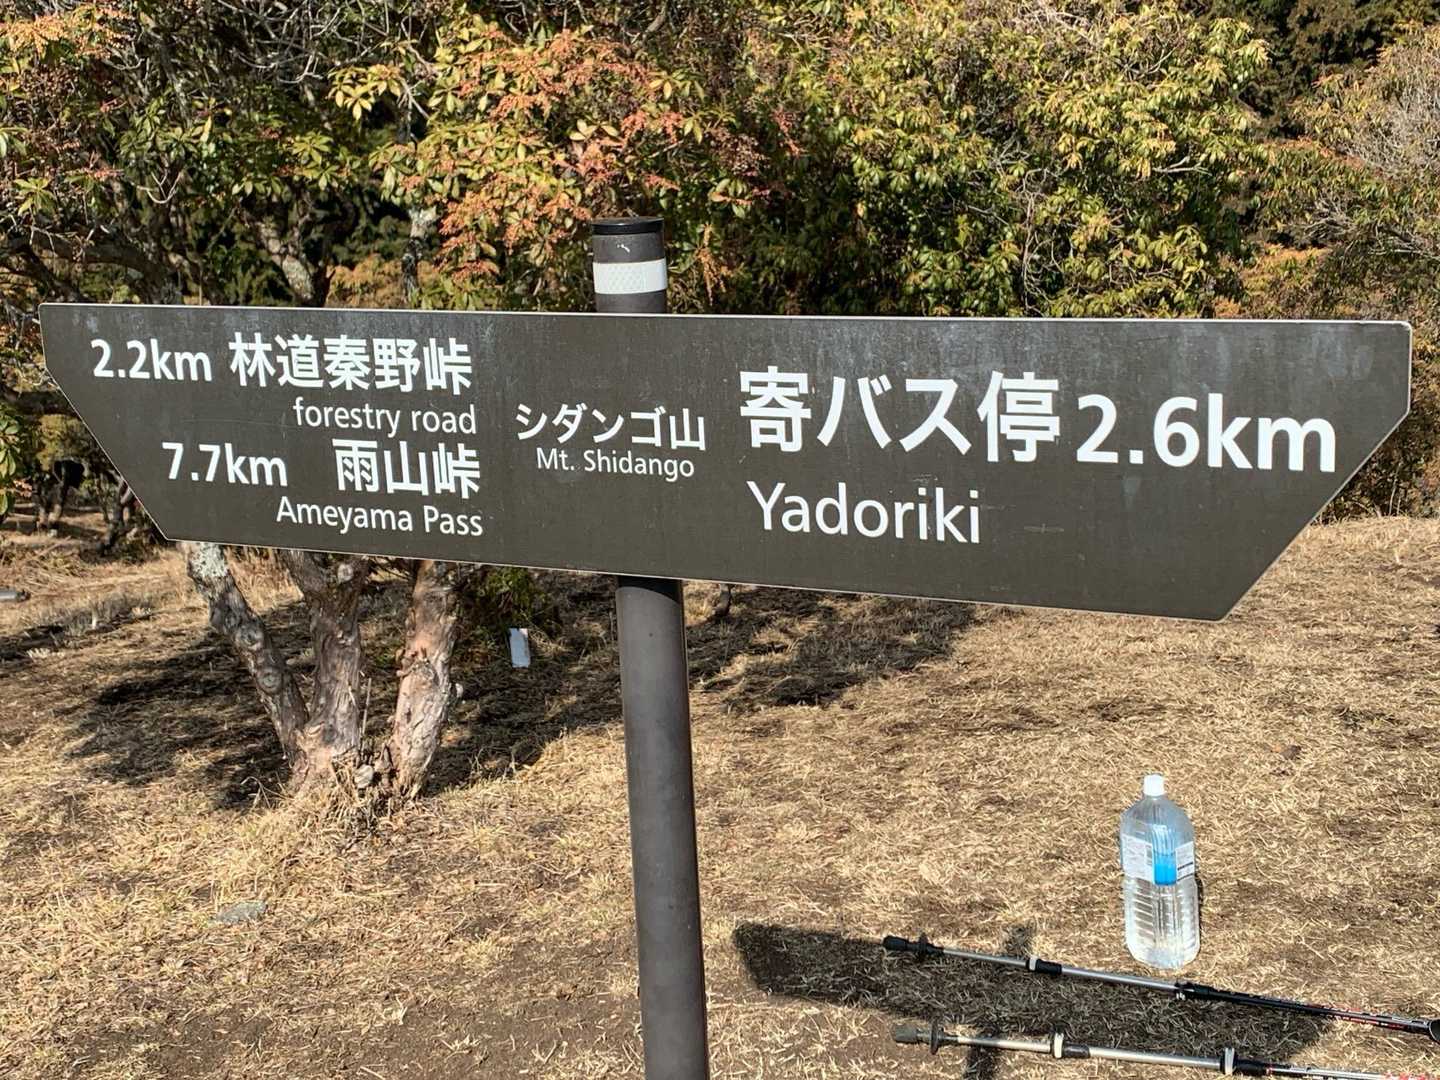 2.2km 林道秦野峠
forestry road
7.7km 雨山峠
Ameyama Pass
シダンゴ山
Mt. Shidango
寄バス停 2.6km
Yadoriki